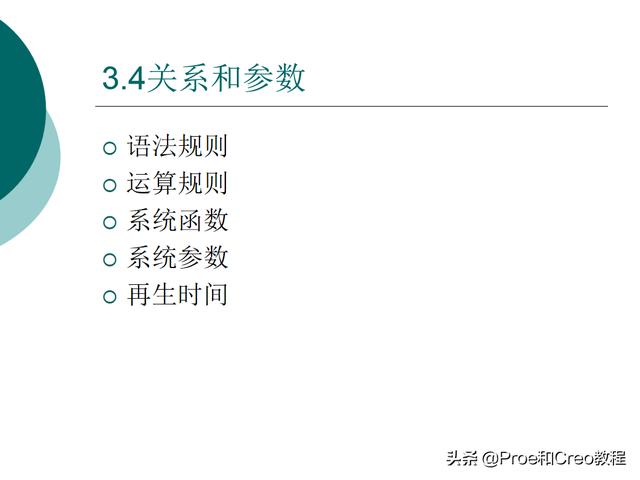 3.4关系和参数
语法规则
运算规则
系统函数
系统参数
再生时间
头条 @Proe和Creo教程